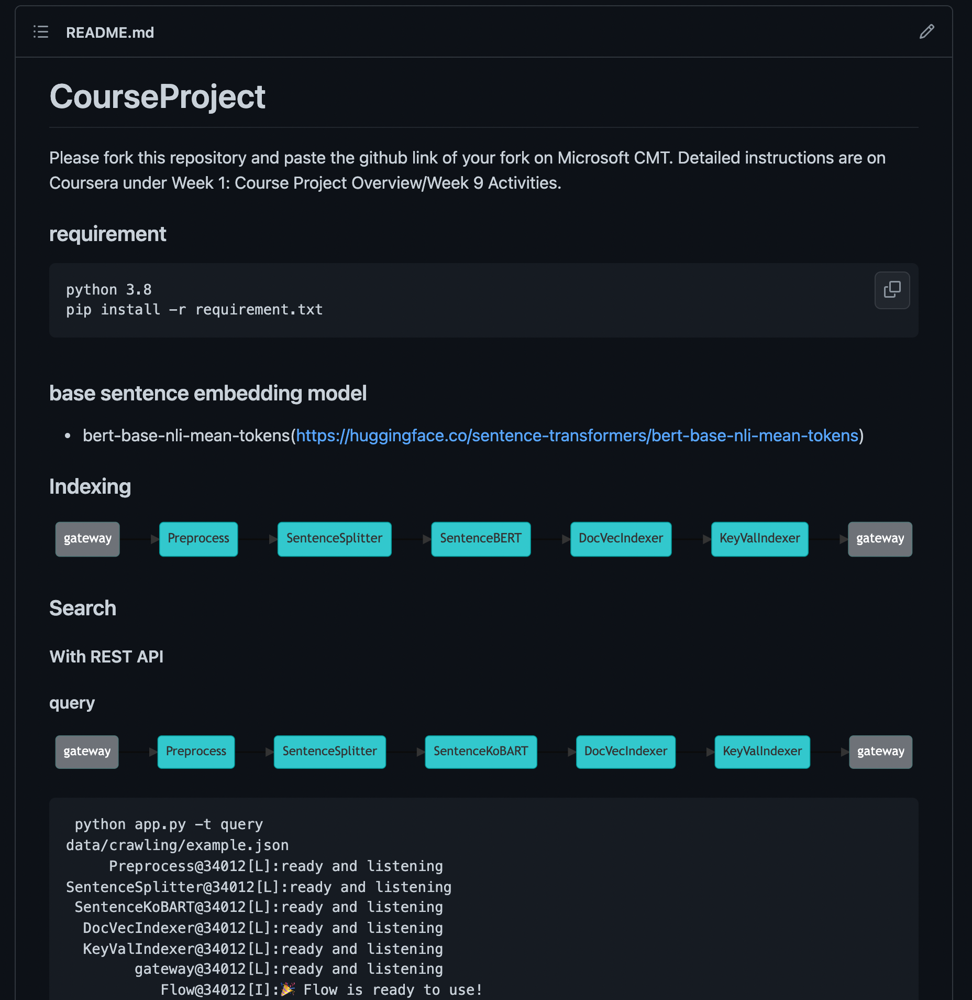 README.md
CourseProject
Please fork this repository and paste the github link of your fork on Microsoft CMT. Detailed instructions are on
Coursera under Week 1: Course Project Overview/Week 9 Activities.
requirement
python 3.8
pip install -r requirement.txt
base sentence embedding model
• bert-base-nli-mean-tokens(https://huggingface.co/sentence-transformers/bert-base-nli-mean-tokens)
Indexing
gateway Preprocess SentenceSplitter SentenceBERT DocVecIndexer KeyValIndexer gateway
Search
With REST API
query
gateway Preprocess SentenceSplitter SentenceKoBART DocVecIndexer KeyValIndexer gateway
python app.py -t query
data/crawling/example.json
Preprocess@34012[L]:ready and listening
SentenceSplitter@34012[L]:ready and listening
SentenceKoBART@34012[L]:ready and listening
DocVecIndexer@34012[L]:ready and listening
KeyValIndexer@34012[L]:ready and listening
gateway@34012[L]:ready and listening
Flow@34012[I]:🎉 Flow is ready to use!